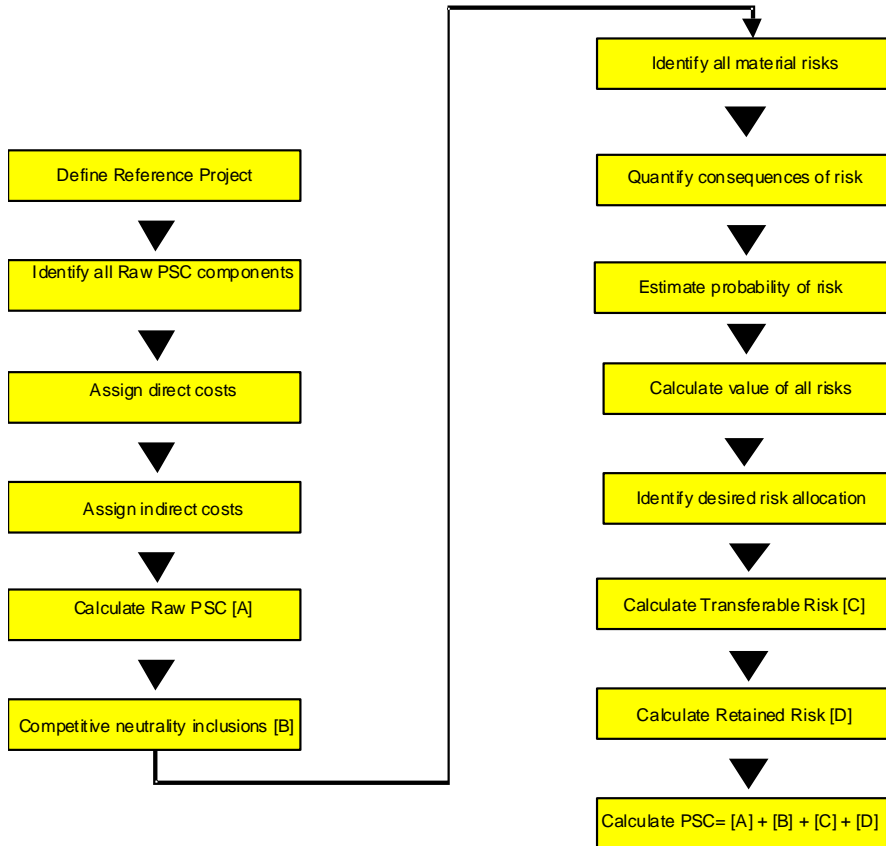 Define Reference Project
Identify all Raw PSC components
Assign direct costs
Assign indirect costs
Calculate Raw PSC [A]
Competitive neutrality inclusions [B]
Identify all material risks
Quantify consequences of risk
Estimate probability of risk
Calculate value of all risks
Identify desired risk allocation
Calculate Transferable Risk [C]
Calculate Retained Risk [D]
Calculate PSC= [A] + [B] + [C] + [D]